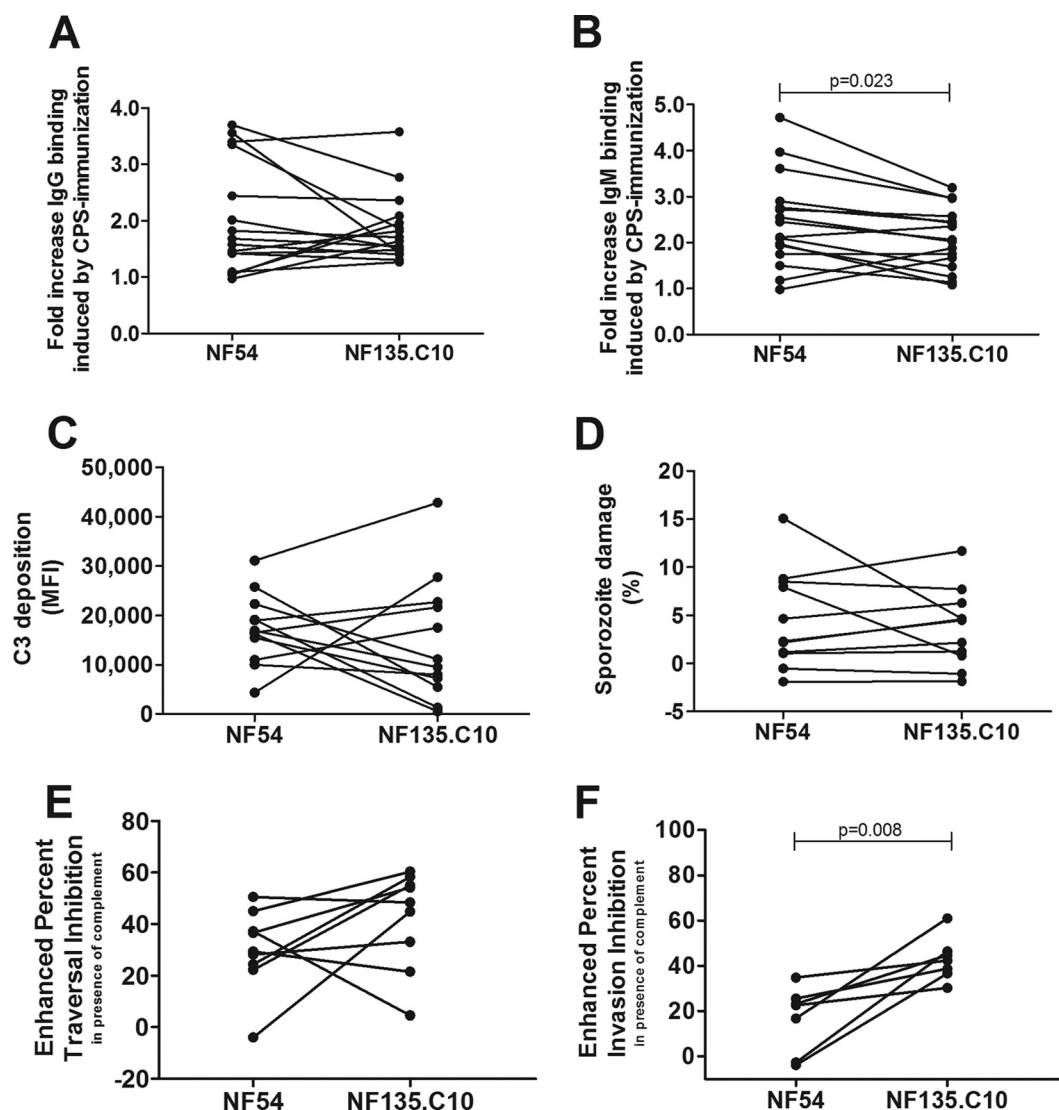 A
Fold increase IgG binding
induced by CPS-immunization
4.0
3.0
2.0
1.0
0.0
NF54
NF135.C10
B
p=0.023
Fold increase IgM binding
induced by CPS-immunization
5.0
4.0
3.0
2.0
1.0
0.0
NF54
NF135.C10
C
C3 deposition
(MFI)
50,000
40,000
30,000
20,000
10,000
0
NF54
NF135.C10
D
Sporozoite damage
(%)
20
15
10
5
0
-5
NF54
NF135.C10
E
Enhanced Percent
Traversal Inhibition
in presence of complement
80
60
40
20
0
-20
NF54
NF135.C10
F
p=0.008
Enhanced Percent
Invasion Inhibition
in presence of complement
100
80
60
40
20
0
NF54
NF135.C10